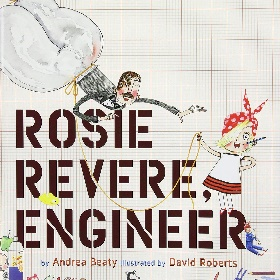 ROSIE
REVERE,
ENGINEER
by Andrea Beaty illustrated by David Roberts